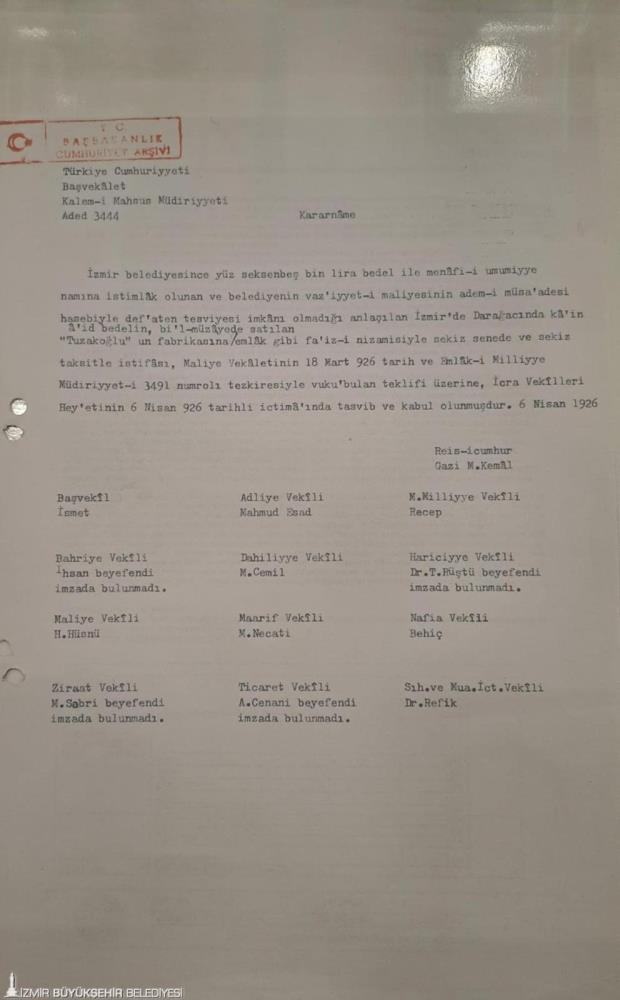 T C
BAŞBAKANLIK
CUMHURİYET ARŞİVİ
Türkiye Cumhuriyyeti
Başvekâlet
Kalem-i Mahsus Müdiriyyeti
Aded 3444
Kararnâme
İzmir belediyesince yüz seksenbeş bin lira bedel ile menâfi-i umumiyye
namına istimlâk olunan ve belediyenin vaz'iyyet-i maliyesinin adem-i müsa'adesi
hasebiyle def'aten tesviyesi imkânı olmadığı anlaşılan İzmir'de Darağacında kâ'in
â'id bedelin, bi'l-müzâyede satılan
"Tuzakoğlu" un fabrikasına/emlâk gibi fa'iz-i nizamisiyle sekiz senede ve sekiz
taksitle istifâsı, Maliye Vekâletinin 18 Mart 926 tarih ve Emlâk-i Milliyye
Müdiriyyet-i 3491 numrolı tezkiresiyle vuku'bulan teklifi üzerine, İcra Vekîlleri
Hey'etinin 6 Nisan 926 tarihli ictimâ'ında tasvib ve kabul olunmuşdur. 6 Nisan 1926
Reis-icumhur
Gazi M.Kemâl
Başvekîl Adliye Vekîli M.Milliyye Vekîli
İsmet Mahmud Esad Recep
Bahriye Vekîli Dahiliyye Vekîli Hariciyye Vekîli
İhsan beyefendi M.Cemil Dr.T.Rüştü beyefendi
imzada bulunmadı. imzada bulunmadı.
Maliye Vekîli Maarif Vekîli Nafia Vekîli
H.Hüsnü M.Necati Behiç
Ziraat Vekîli Ticaret Vekîli Sıh.ve Mua.İct.Vekîli
M.Sabri beyefendi A.Cenani beyefendi Dr.Refik
imzada bulunmadı. imzada bulunmadı.
İZMİR BÜYÜKŞEHİR BELEDİYESİ